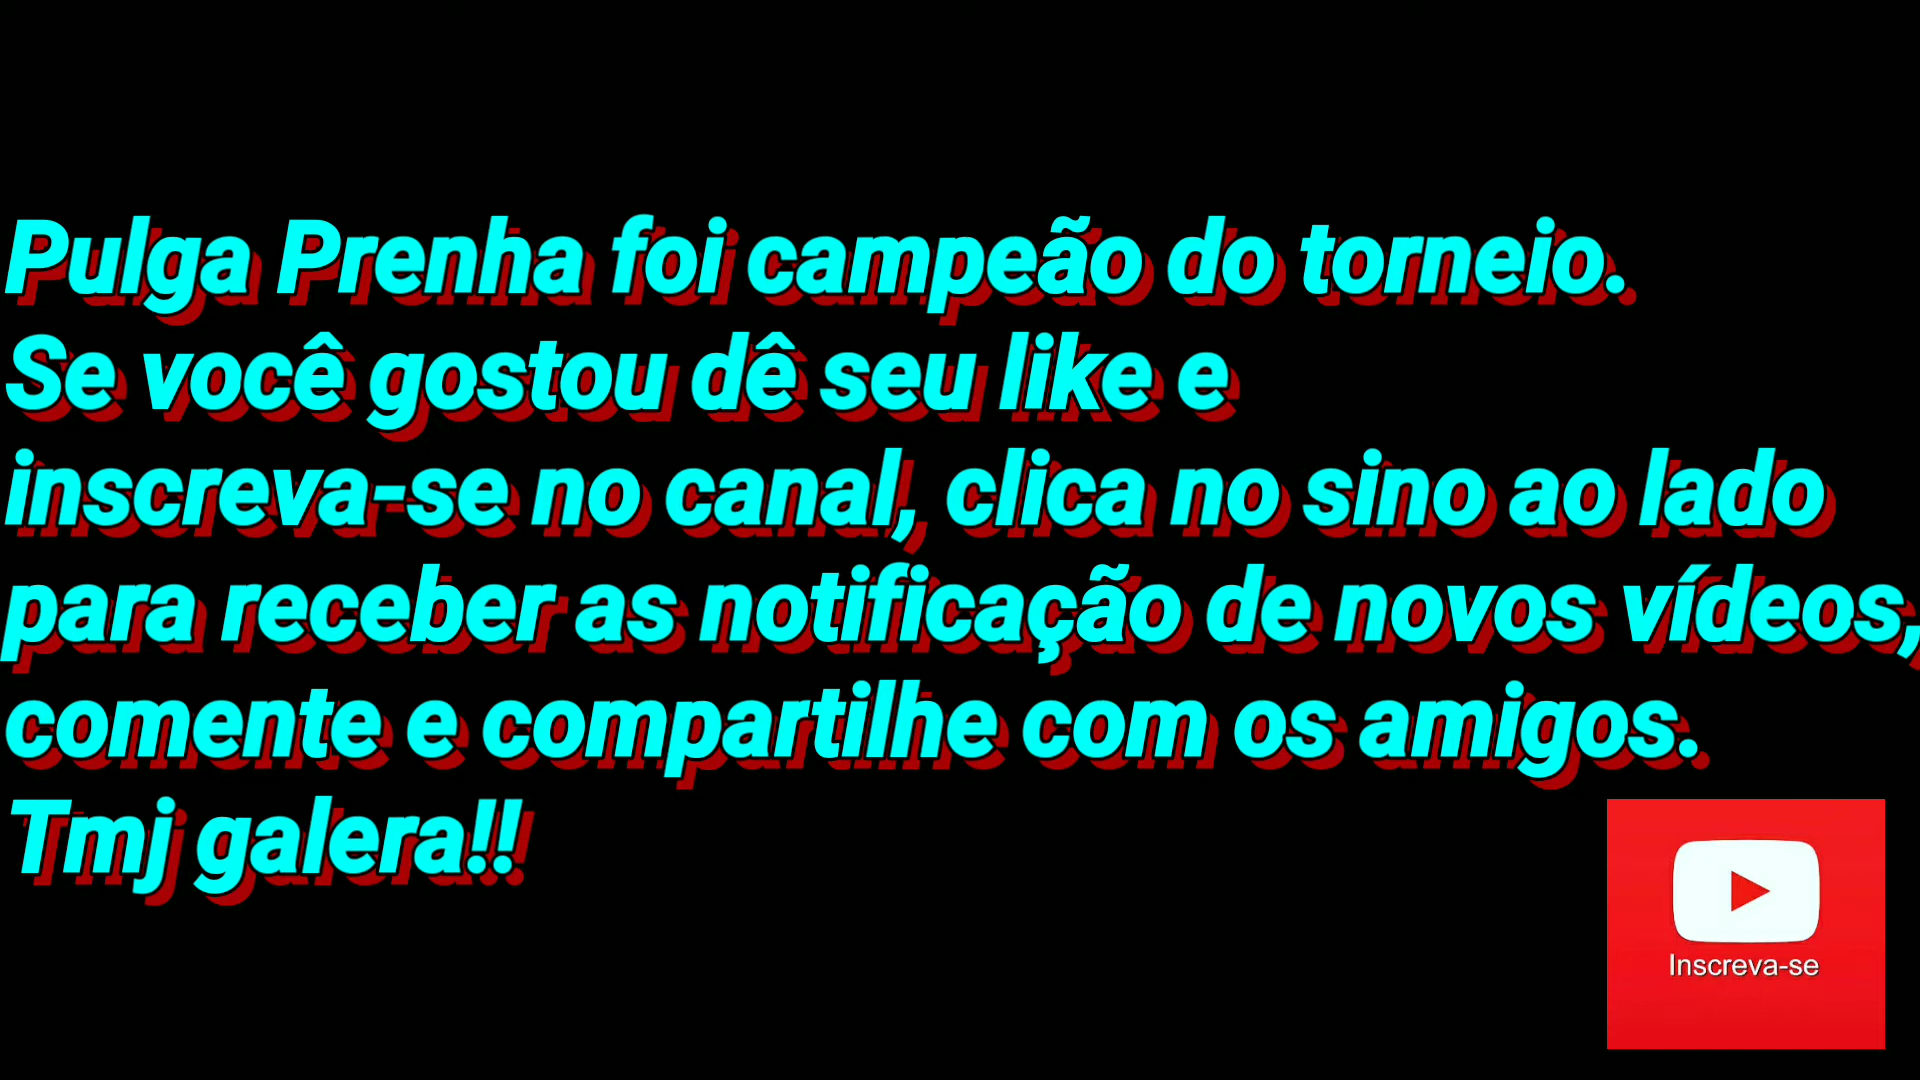 Pulga Prenha foi campeão do torneio.
Se você gostou dê seu like e
inscreva-se no canal, clica no sino ao lado
para receber as notificação de novos vídeos,
comente e compartilhe com os amigos.
Tmj galera!!
Inscreva-se